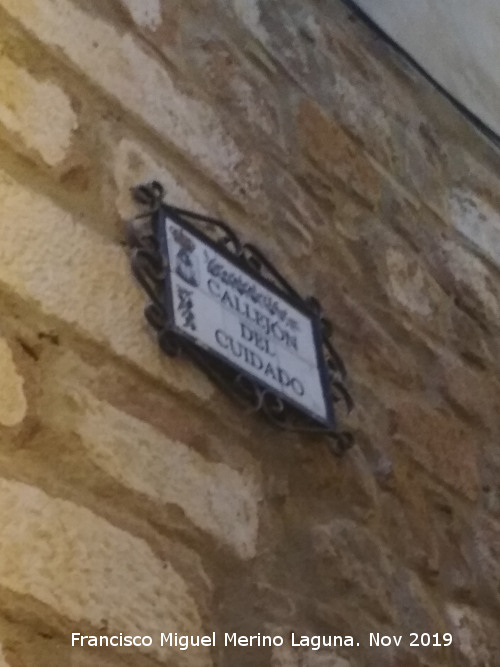 CALLEJÓN
DEL
CUIDADO
Francisco Miguel Merino Laguna. Nov 2019